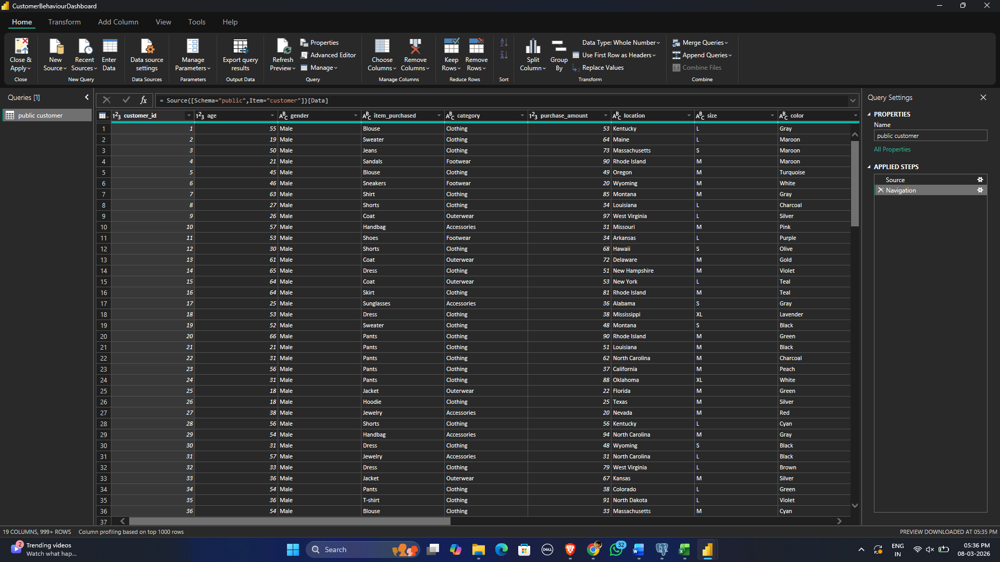 CustomerBehaviourDashboard
Home Transform Add Column View Tools Help
Close & Apply
Close
New Source
Recent Sources
Enter Data
New Query
Data source settings
Data Sources
Manage Parameters
Parameters
Export query results
Output Data
Refresh Preview
Properties
Advanced Editor
Manage
Query
Choose Columns
Remove Columns
Manage Columns
Keep Rows
Remove Rows
Reduce Rows
Sort
Split Column
Group By
Data Type: Whole Number
Use First Row as Headers
Replace Values
Transform
Merge Queries
Append Queries
Combine Files
Combine
Queries [1]
public customer
fx = Source{[Schema="public",Item="customer"]}[Data]
customer_id age gender item_purchased category purchase_amount location size color
1 1 55 Male Blouse Clothing 53 Kentucky L Gray
2 2 19 Male Sweater Clothing 64 Maine L Maroon
3 3 50 Male Jeans Clothing 73 Massachusetts S Maroon
4 4 21 Male Sandals Footwear 90 Rhode Island M Maroon
5 5 45 Male Blouse Clothing 49 Oregon M Turquoise
6 6 46 Male Sneakers Footwear 20 Wyoming M White
7 7 63 Male Shirt Clothing 85 Montana M Gray
8 8 27 Male Shorts Clothing 34 Louisiana L Charcoal
9 9 26 Male Coat Outerwear 97 West Virginia L Silver
10 10 57 Male Handbag Accessories 31 Missouri M Pink
11 11 53 Male Shoes Footwear 34 Arkansas L Purple
12 12 30 Male Shorts Clothing 68 Hawaii S Olive
13 13 61 Male Coat Outerwear 72 Delaware M Gold
14 14 65 Male Dress Clothing 51 New Hampshire M Violet
15 15 64 Male Coat Outerwear 53 New York L Teal
16 16 64 Male Skirt Clothing 81 Rhode Island M Teal
17 17 25 Male Sunglasses Accessories 36 Alabama S Gray
18 18 53 Male Dress Clothing 38 Mississippi XL Lavender
19 19 52 Male Sweater Clothing 48 Montana S Black
20 20 66 Male Pants Clothing 90 Rhode Island M Green
21 21 21 Male Pants Clothing 51 Louisiana M Black
22 22 31 Male Pants Clothing 62 North Carolina M Charcoal
23 23 56 Male Pants Clothing 37 California M Peach
24 24 31 Male Pants Clothing 88 Oklahoma XL White
25 25 18 Male Jacket Outerwear 22 Florida M Green
26 26 18 Male Hoodie Clothing 25 Texas M Silver
27 27 38 Male Jewelry Accessories 20 Nevada M Red
28 28 56 Male Shorts Clothing 56 Kentucky L Cyan
29 29 54 Male Handbag Accessories 94 North Carolina M Gray
30 30 31 Male Dress Clothing 48 Wyoming S Black
31 31 57 Male Jewelry Accessories 31 North Carolina L Black
32 32 33 Male Dress Clothing 79 West Virginia L Brown
33 33 36 Male Jacket Outerwear 67 Kansas M Silver
34 34 54 Male Pants Clothing 38 Colorado L Green
35 35 36 Male T-shirt Clothing 91 North Dakota L Violet
36 36 54 Male Blouse Clothing 33 Massachusetts M Cyan
37
Query Settings
PROPERTIES
Name
public customer
All Properties
APPLIED STEPS
Source
Navigation
19 COLUMNS, 999+ ROWS Column profiling based on top 1000 rows
PREVIEW DOWNLOADED AT 05:35 PM
2
Trending videos
Watch what hap...
Search
DELL
32
ENG
IN
05:36 PM
08-03-2026